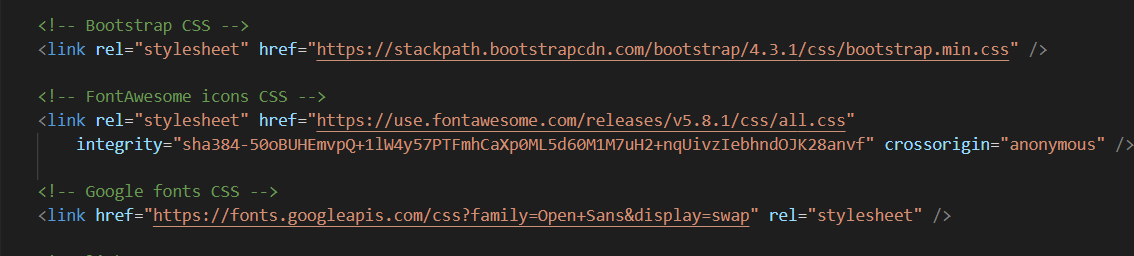 <!-- Bootstrap CSS -->
<link rel="stylesheet" href="https://stackpath.bootstrapcdn.com/bootstrap/4.3.1/css/bootstrap.min.css" />
<!-- FontAwesome icons CSS -->
<link rel="stylesheet" href="https://use.fontawesome.com/releases/v5.8.1/css/all.css"
integrity="sha384-50oBUHEmvpQ+1lW4y57PTFmhCaXp0ML5d60M1M7uH2+nqUivzIebhndOJK28anvf" crossorigin="anonymous" />
<!-- Google fonts CSS -->
<link href="https://fonts.googleapis.com/css?family=Open+Sans&display=swap" rel="stylesheet" />